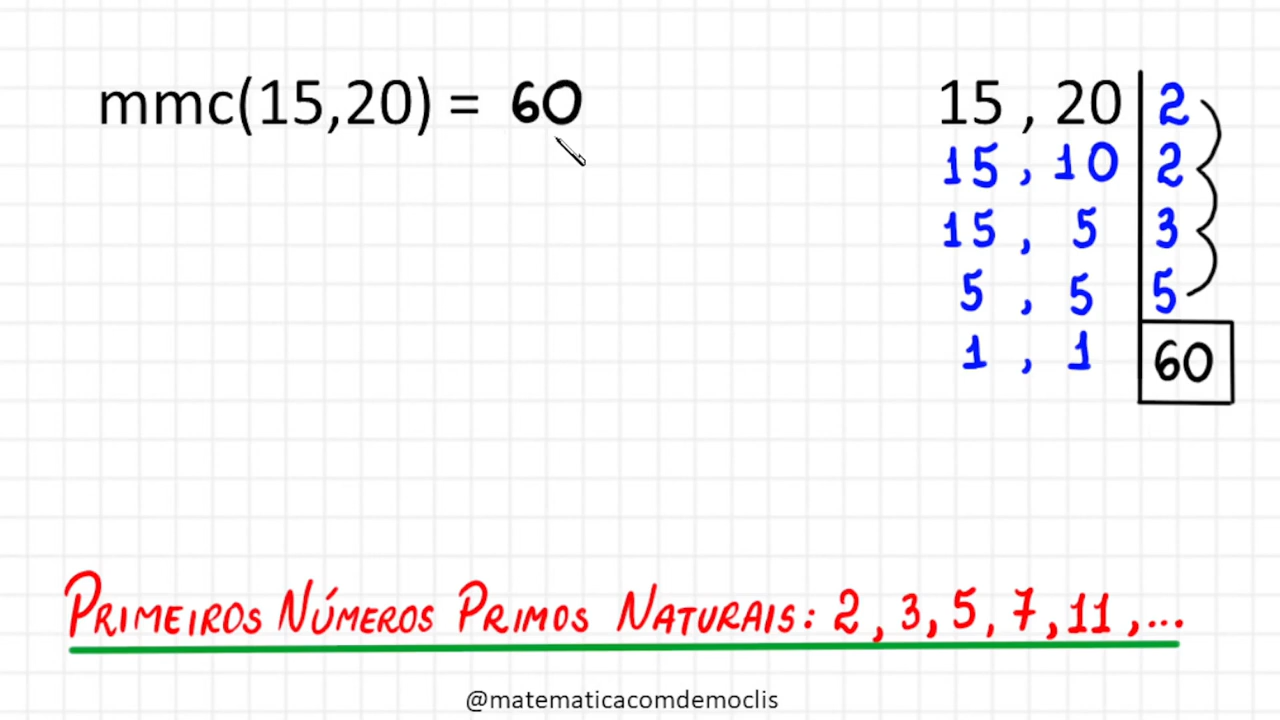 mmc(15,20) = 60
15 , 20 | 2
15 , 10 | 2
15 , 5 | 3
5 , 5 | 5
1 , 1 | 60
PRIMEIROS NÚMEROS PRIMOS NATURAIS: 2, 3, 5, 7, 11, ...
@matematicacomdemoclis